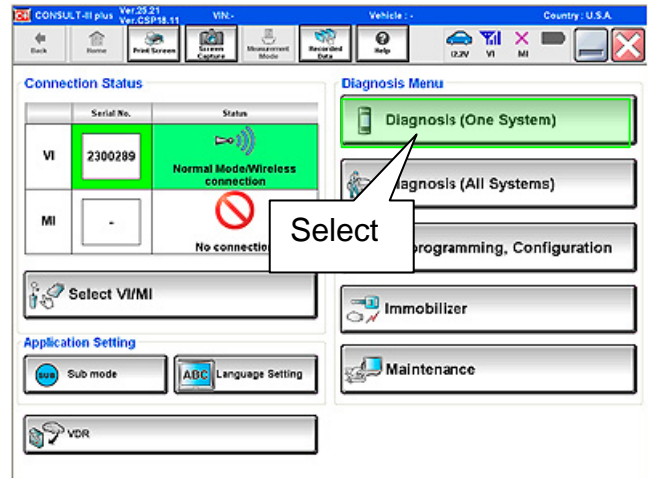 CONSULT-III plus Ver.25.21 Ver.CSP18.11 VIN:- Vehicle : - Country : U.S.A.
Back Home Print Screen Screen Capture Measurement Mode Recorded Data Help 12.2V VI MI
Connection Status
Serial No. Status
VI 2300289 Normal Mode/Wireless connection
MI - No connection
Select VI/MI
Application Setting
SUB Sub mode ABC Language Setting
VDR
Diagnosis Menu
Diagnosis (One System)
Select
agnosis (All Systems)
programming, Configuration
Immobilizer
Maintenance